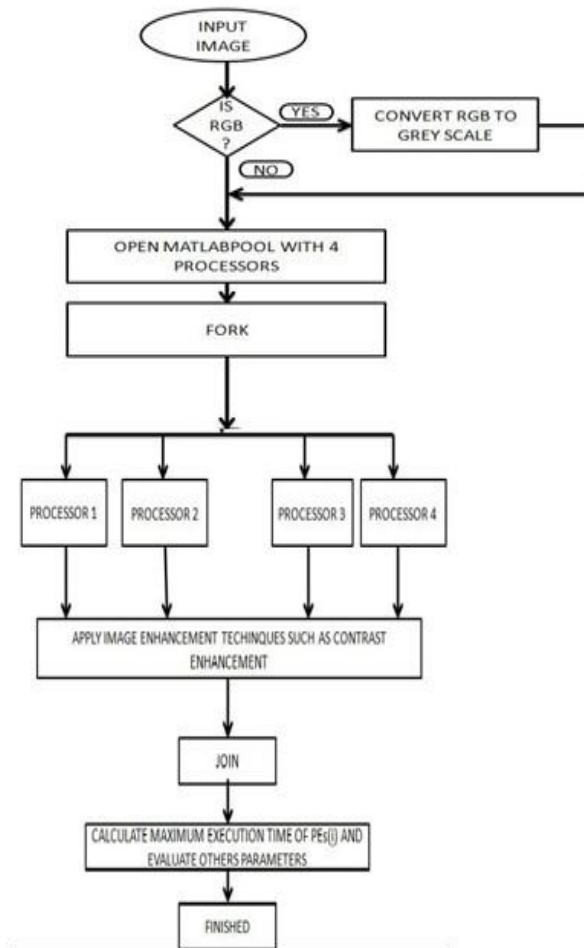 INPUT
IMAGE
IS
RGB
?
YES
CONVERT RGB TO
GREY SCALE
NO
OPEN MATLABPOOL WITH 4
PROCESSORS
FORK
PROCESSOR 1
PROCESSOR 2
PROCESSOR 3
PROCESSOR 4
APPLY IMAGE ENHANCEMENT TECHINQUES SUCH AS CONTRAST
ENHANCEMENT
JOIN
CALCULATE MAXIMUM EXECUTION TIME OF PEs(i) AND
EVALUATE OTHERS PARAMETERS
FINISHED